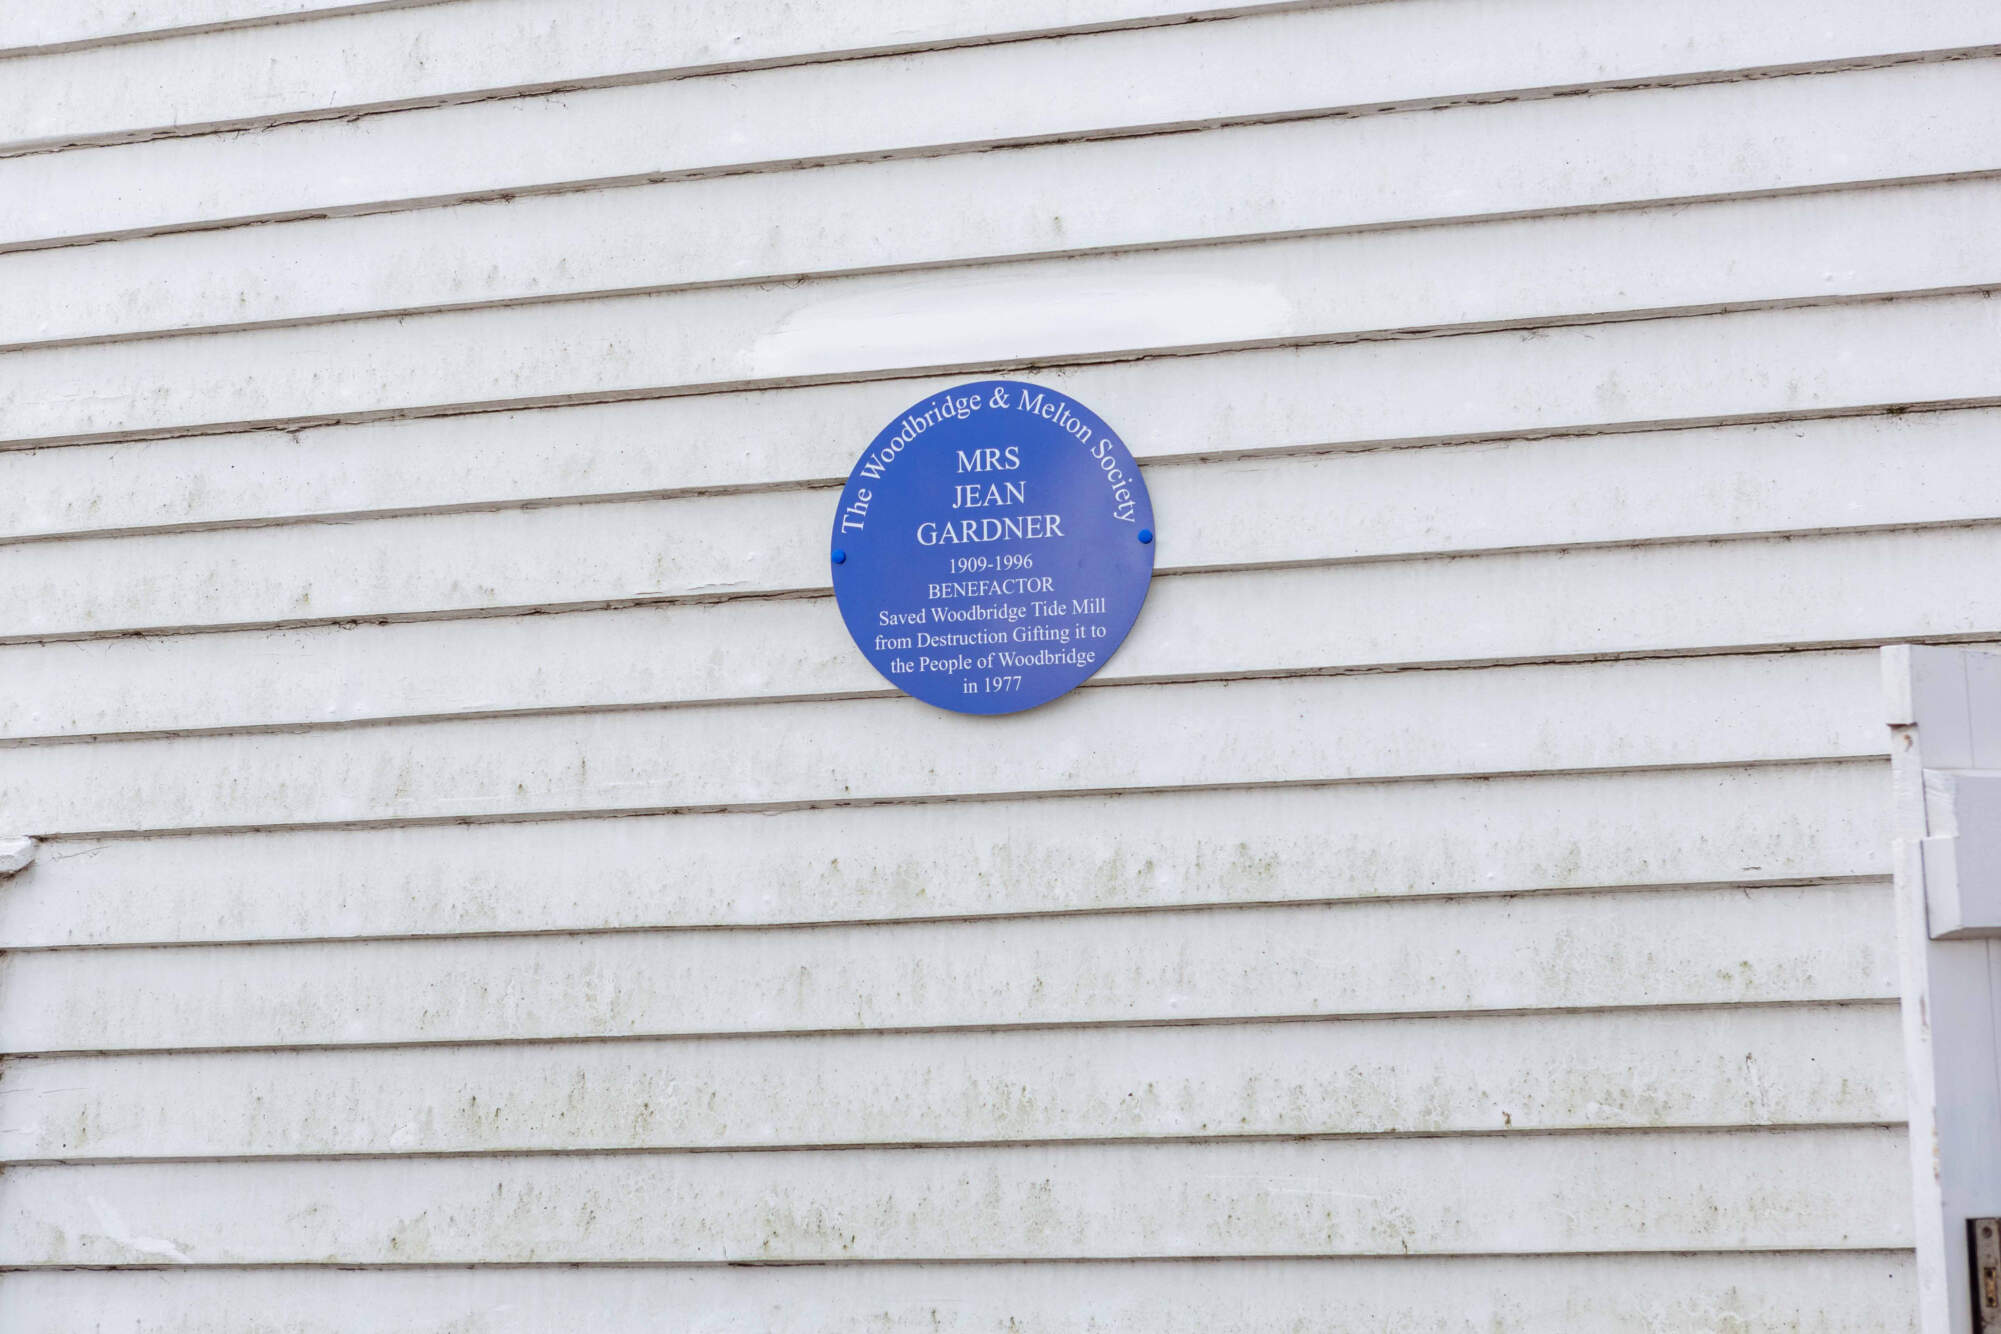 The Woodbridge & Melton Society
MRS
JEAN
GARDNER
1909-1996
BENEFACTOR
Saved Woodbridge Tide Mill
from Destruction Gifting it to
the People of Woodbridge
in 1977